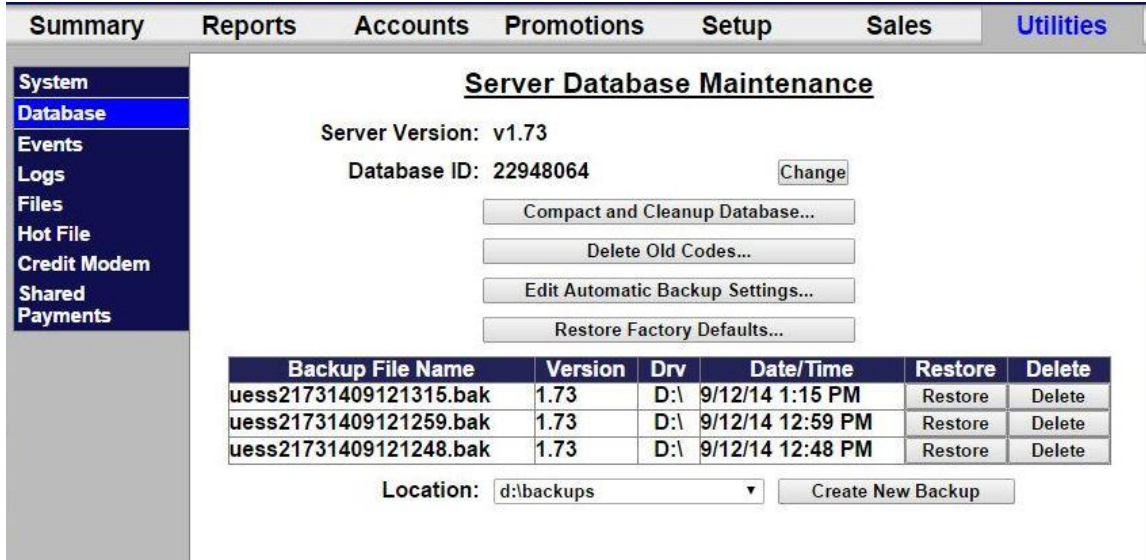 Summary Reports Accounts Promotions Setup Sales Utilities
System
Database
Events
Logs
Files
Hot File
Credit Modem
Shared
Payments
Server Database Maintenance
Server Version: v1.73
Database ID: 22948064 Change
Compact and Cleanup Database...
Delete Old Codes...
Edit Automatic Backup Settings...
Restore Factory Defaults...
Backup File Name Version Drv Date/Time Restore Delete
uess21731409121315.bak 1.73 D:\ 9/12/14 1:15 PM Restore Delete
uess21731409121259.bak 1.73 D:\ 9/12/14 12:59 PM Restore Delete
uess21731409121248.bak 1.73 D:\ 9/12/14 12:48 PM Restore Delete
Location: d:\backups Create New Backup